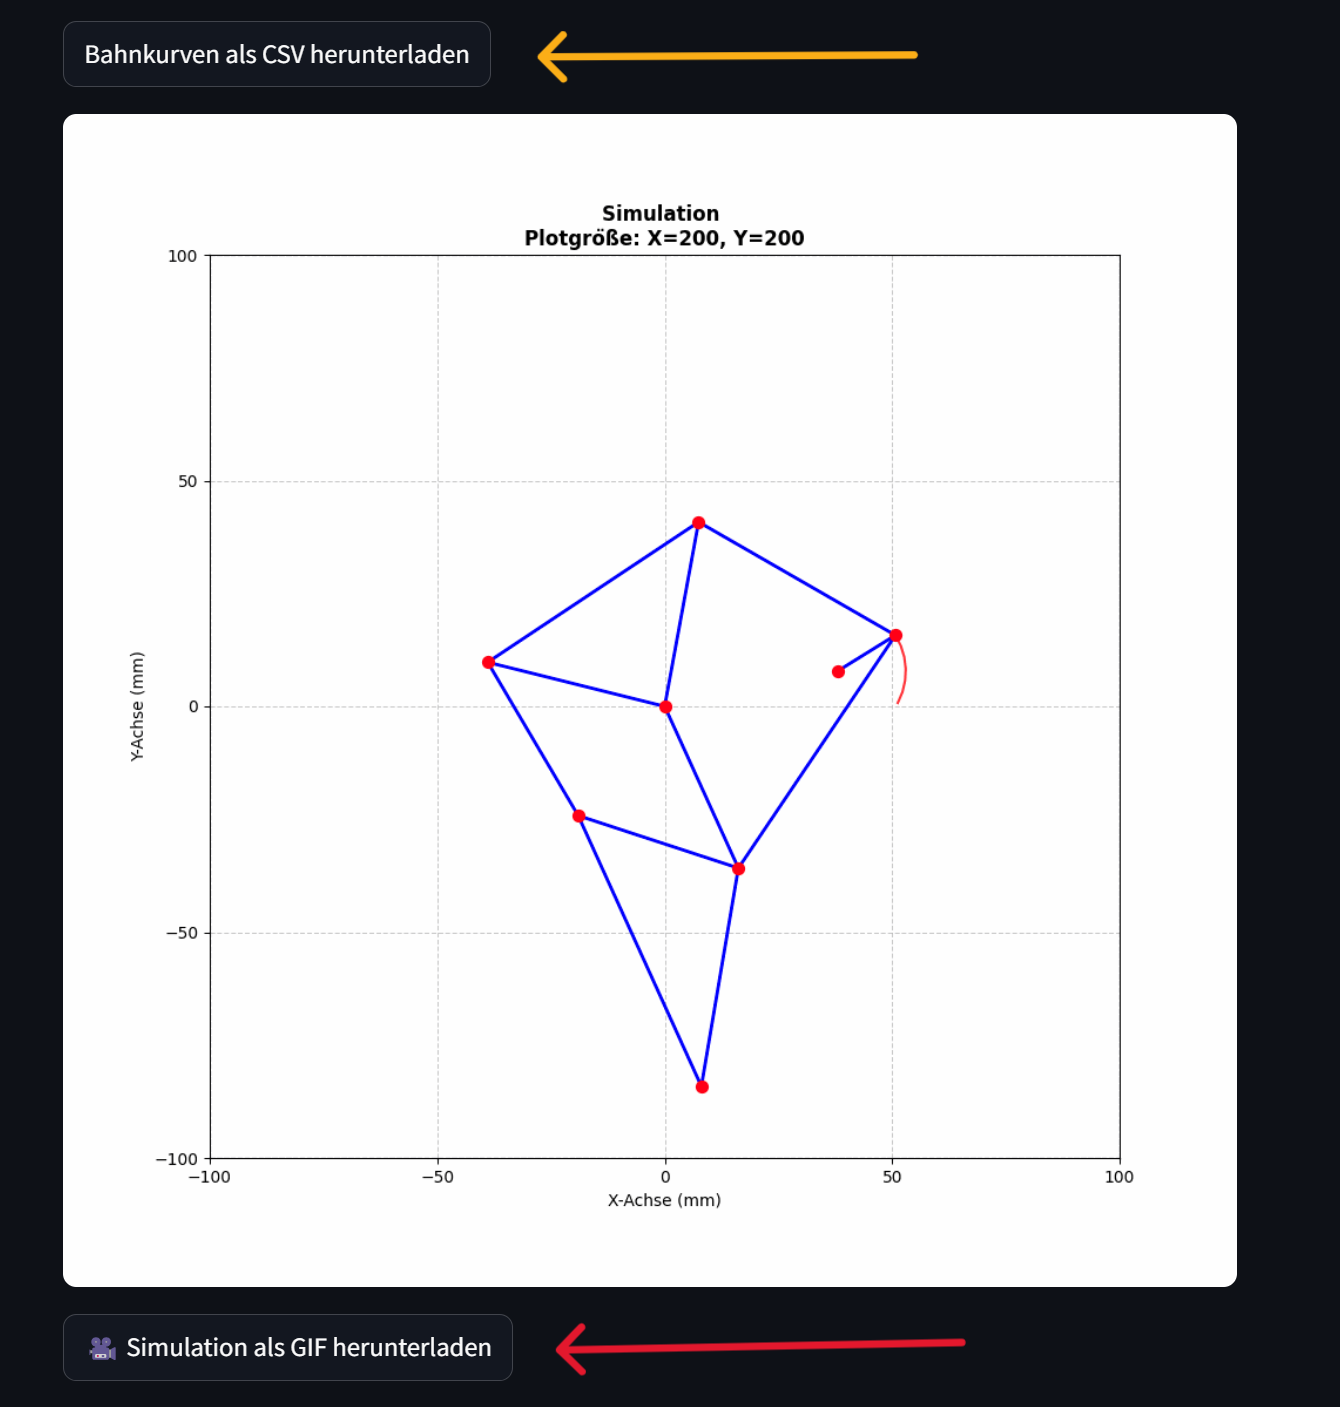 Bahnkurven als CSV herunterladen
Simulation
Plotgröße: X=200, Y=200
100
50
0
−50
−100
Y-Achse (mm)
−100 −50 0 50 100
X-Achse (mm)
Simulation als GIF herunterladen